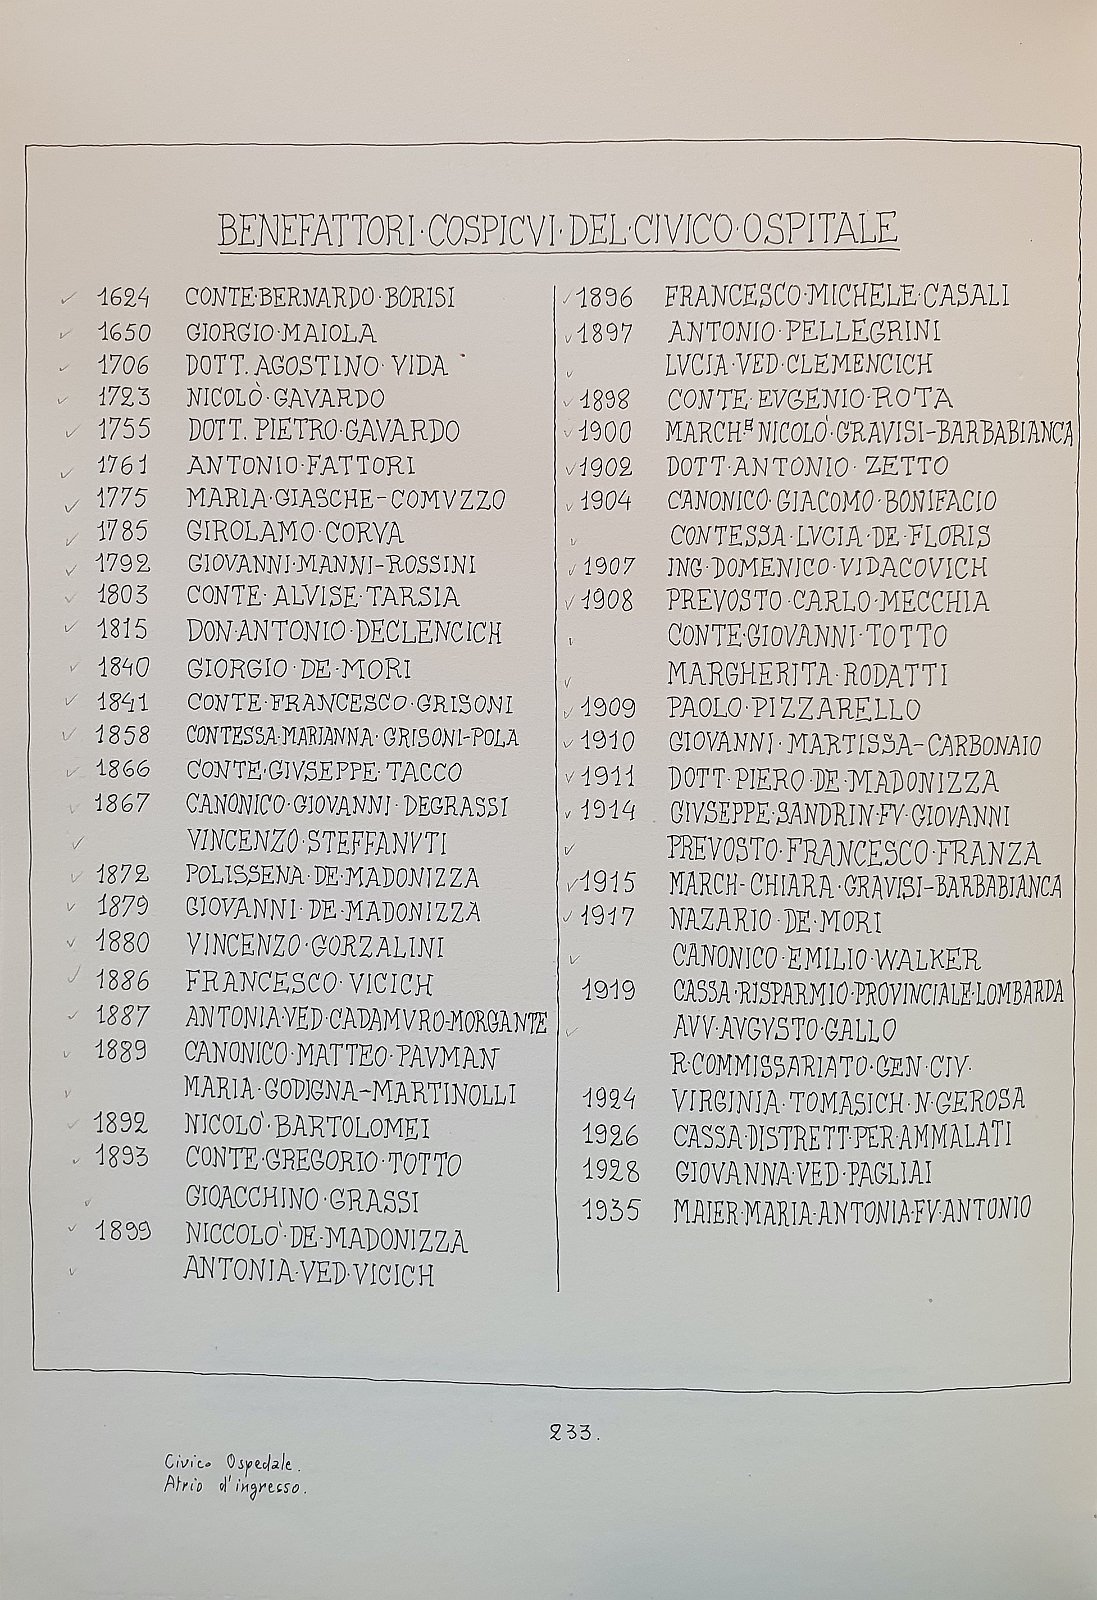 BENEFATTORI·COSPICVI·DEL·CIVICO·OSPITALE
1624 CONTE·BERNARDO·BORISI
1650 GIORGIO·MAIOLA
1706 DOTT. AGOSTINO·VIDA
1723 NICOLÒ·GAVARDO
1755 DOTT. PIETRO·GAVARDO
1761 ANTONIO·FATTORI
1775 MARIA·GIASCHE-COMVZZO
1785 GIROLAMO·CORVA
1792 GIOVANNI·MANNI-ROSSINI
1803 CONTE·ALVISE·TARSIA
1815 DON·ANTONIO·DECLENCICH
1840 GIORGIO·DE·MORI
1841 CONTE·FRANCESCO·GRISONI
1858 CONTESSA·MARIANNA·GRISONI-POLA
1866 CONTE·GIVSEPPE·TACCO
1867 CANONICO·GIOVANNI·DEGRASSI
VINCENZO·STEFFANVTI
1872 POLISSENA·DE·MADONIZZA
1879 GIOVANNI·DE·MADONIZZA
1880 VINCENZO·GORZALINI
1886 FRANCESCO·VICICH
1887 ANTONIA·VED·CADAMVRO-MORGANTE
1889 CANONICO·MATTEO·PAVMAN
MARIA·GODIGNA-MARTINOLLI
1892 NICOLO'·BARTOLOMEI
1893 CONTE·GREGORIO·TOTTO
GIOACCHINO·GRASSI
1899 NICCOLO'·DE·MADONIZZA
ANTONIA·VED·VICICH
1896 FRANCESCO·MICHELE·CASALI
1897 ANTONIO·PELLEGRINI
LVCIA·VED·CLEMENCICH
1898 CONTE·EVGENIO·ROTA
1900 MARCH.ᴱ NICOLO'·GRAVISI-BARBABIANCA
1902 DOTT·ANTONIO·ZETTO
1904 CANONICO·GIACOMO·BONIFACIO
CONTESSA·LVCIA·DE·FLORIS
1907 ING·DOMENICO·VIDACOVICH
1908 PREVOSTO·CARLO·MECCHIA
CONTE·GIOVANNI·TOTTO
MARGHERITA·RODATTI
1909 PAOLO·PIZZARELLO
1910 GIOVANNI·MARTISSA-CARBONAIO
1911 DOTT·PIERO·DE·MADONIZZA
1914 GIVSEPPE·SANDRIN·FV·GIOVANNI
PREVOSTO·FRANCESCO·FRANZA
1915 MARCH-CHIARA·GRAVISI-BARBABIANCA
1917 NAZARIO·DE·MORI
CANONICO·EMILIO·WALKER
1919 CASSA·RISPARMIO·PROVINCIALE·LOMBARDA
AVV·AVGVSTO·GALLO
R·COMMISSARIATO·GEN·CIV·
1924 VIRGINIA·TOMASICH·N·GEROSA
1926 CASSA·DISTRETT·PER·AMMALATI
1928 GIOVANNA·VED·PAGLIAI
1935 MAIER·MARIA·ANTONIA·FV·ANTONIO
233.
Civico Ospedale.
Atrio d'ingresso.